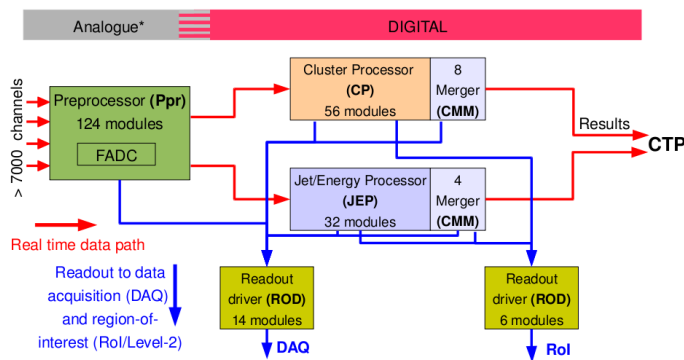 Analogue*
DIGITAL
> 7000 channels
Preprocessor (Ppr)
124 modules
FADC
Cluster Processor
(CP)
56 modules
8
Merger
(CMM)
Results
CTP
Jet/Energy Processor
(JEP)
32 modules
4
Merger
(CMM)
Real time data path
Readout to data
acquisition (DAQ)
and region-of-
interest (RoI/Level-2)
Readout
driver (ROD)
14 modules
DAQ
Readout
driver (ROD)
6 modules
RoI